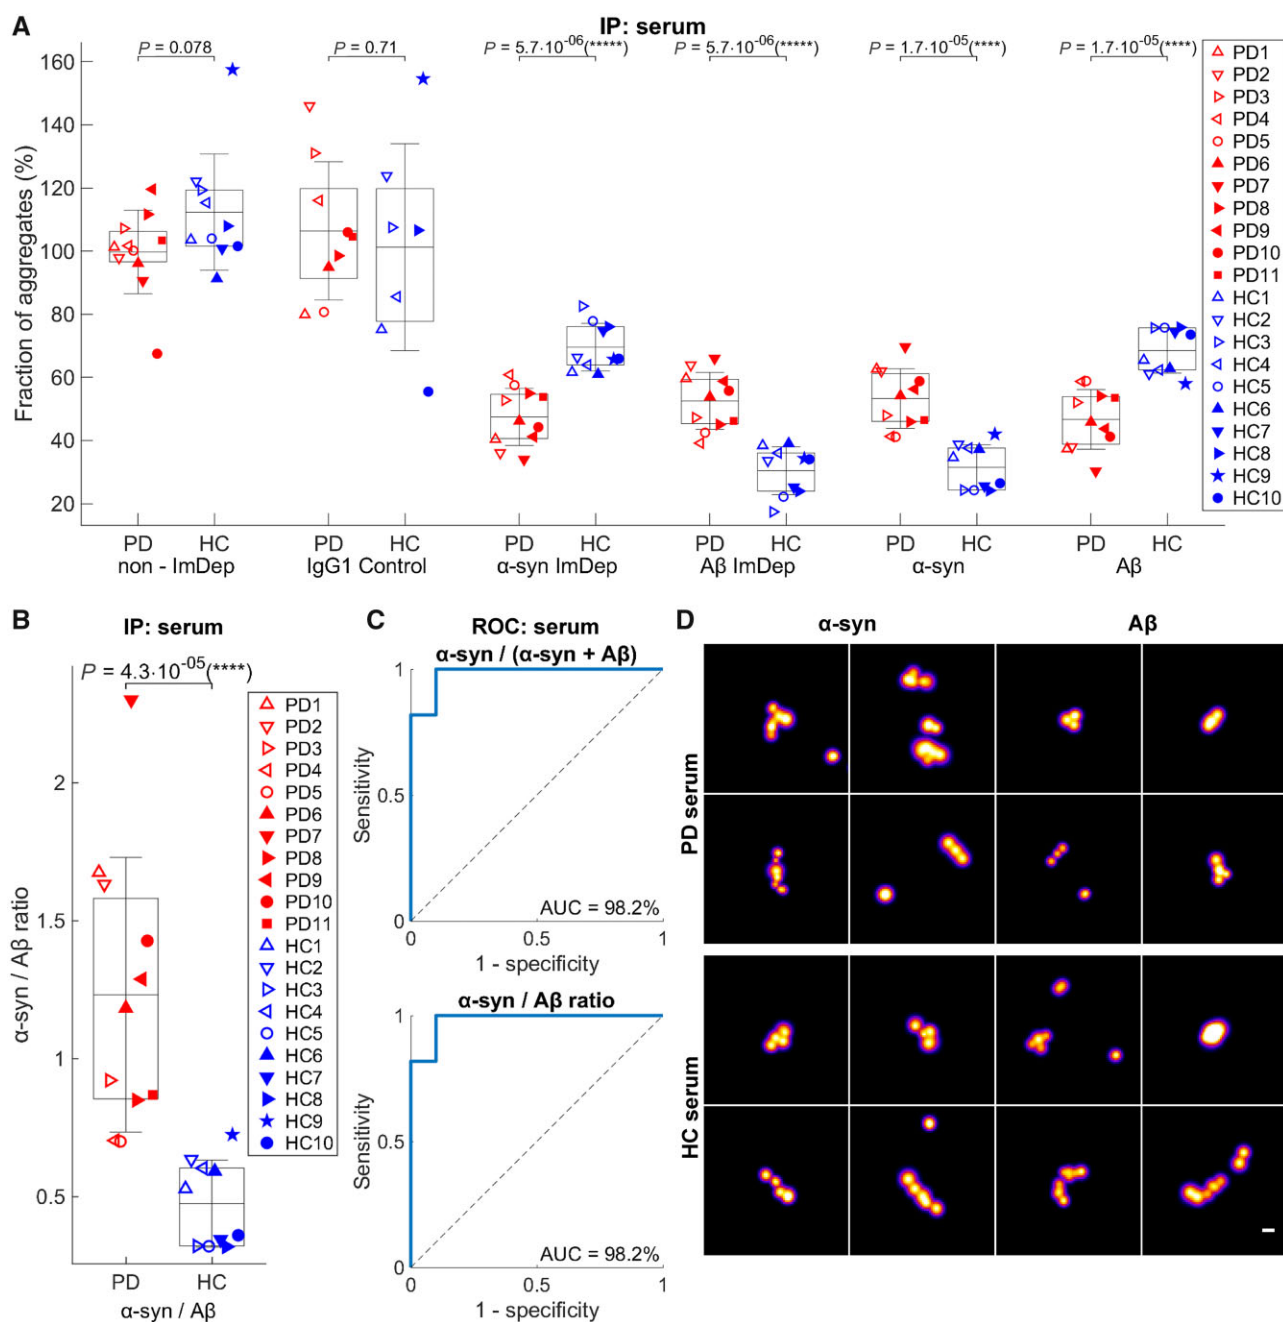 A
IP: serum
P = 0.078
P = 0.71
P = 5.7·10-06(*****)
P = 5.7·10-06(*****)
P = 1.7·10-05(****)
P = 1.7·10-05(****)
Fraction of aggregates (%)
160
140
120
100
80
60
40
20
PD HC PD HC PD HC PD HC PD HC PD HC
non - ImDep IgG1 Control α-syn ImDep Aβ ImDep α-syn Aβ
PD1
PD2
PD3
PD4
PD5
PD6
PD7
PD8
PD9
PD10
PD11
HC1
HC2
HC3
HC4
HC5
HC6
HC7
HC8
HC9
HC10
B
IP: serum
P = 4.3·10-05(****)
α-syn / Aβ ratio
2
1.5
1
0.5
PD HC
α-syn / Aβ
PD1
PD2
PD3
PD4
PD5
PD6
PD7
PD8
PD9
PD10
PD11
HC1
HC2
HC3
HC4
HC5
HC6
HC7
HC8
HC9
HC10
C
ROC: serum
α-syn / (α-syn + Aβ)
1
0.5
0
Sensitivity
AUC = 98.2%
0 0.5 1
1 - specificity
α-syn / Aβ ratio
1
0.5
0
Sensitivity
AUC = 98.2%
0 0.5 1
1 - specificity
D
α-syn Aβ
PD serum
HC serum